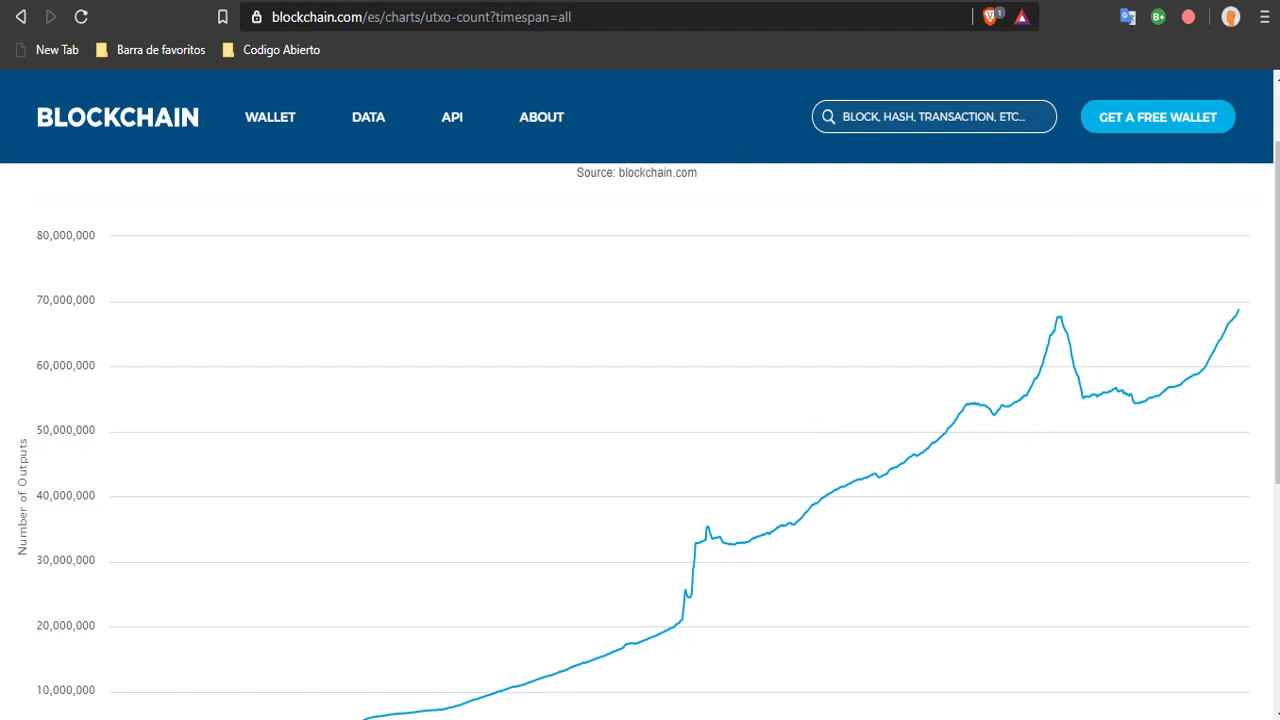 blockchain.com/es/charts/utxo-count?timespan=all
1
B+
New Tab
Barra de favoritos
Codigo Abierto
BLOCKCHAIN
WALLET
DATA
API
ABOUT
BLOCK, HASH, TRANSACTION, ETC...
GET A FREE WALLET
Source: blockchain.com
80,000,000
70,000,000
60,000,000
50,000,000
40,000,000
30,000,000
20,000,000
10,000,000
Number of Outputs